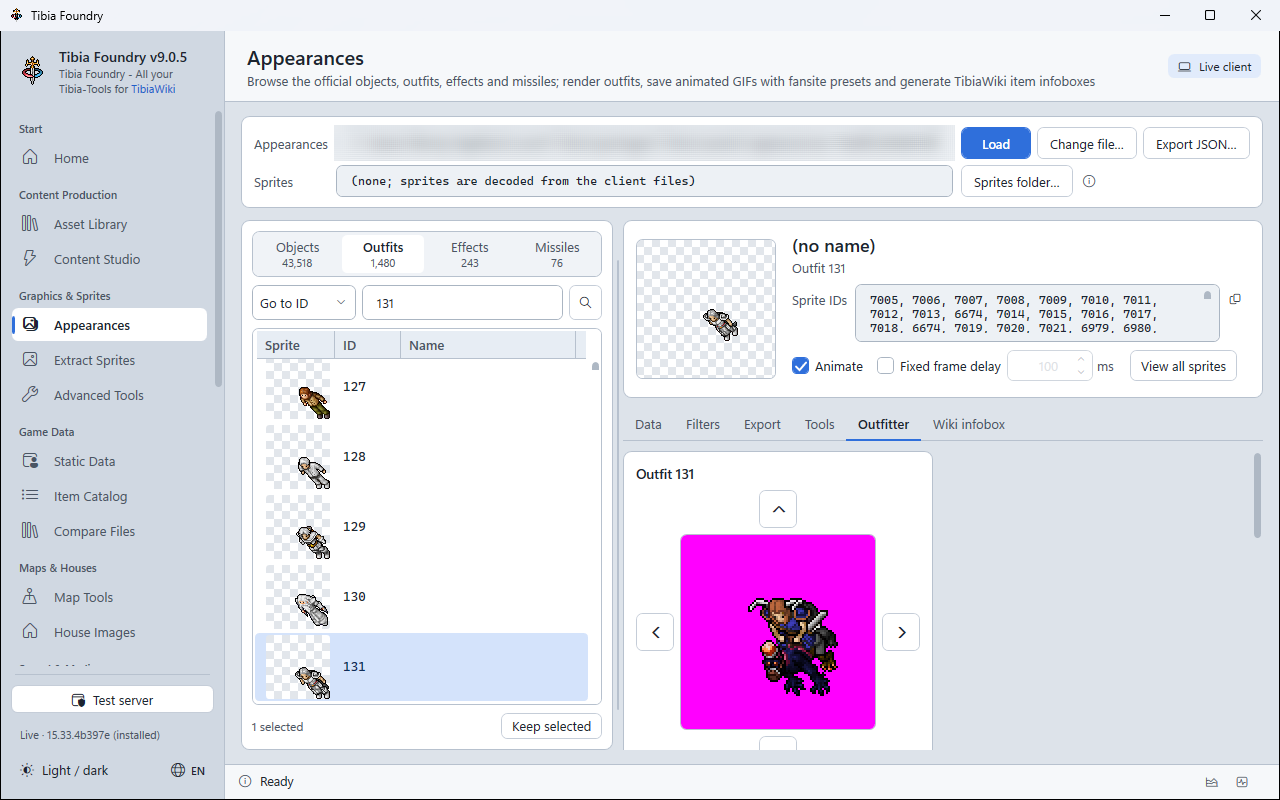 Tibia Foundry
Tibia Foundry v9.0.5
Tibia Foundry - All your
Tibia-Tools for TibiaWiki
Start
Home
Content Production
Asset Library
Content Studio
Graphics & Sprites
Appearances
Extract Sprites
Advanced Tools
Game Data
Static Data
Item Catalog
Compare Files
Maps & Houses
Map Tools
House Images
Test server
Live · 15.33.4b397e (installed)
Light / dark
EN
Appearances
Browse the official objects, outfits, effects and missiles; render outfits, save animated GIFs with fansite presets and generate TibiaWiki item infoboxes
Live client
Appearances
Load
Change file...
Export JSON...
Sprites
(none; sprites are decoded from the client files)
Sprites folder...
Objects
43,518
Outfits
1,480
Effects
243
Missiles
76
Go to ID
131
Sprite
ID
Name
127
128
129
130
131
1 selected
Keep selected
(no name)
Outfit 131
Sprite IDs
7005, 7006, 7007, 7008, 7009, 7010, 7011,
7012, 7013, 6674, 7014, 7015, 7016, 7017,
7018, 6674, 7019, 7020, 7021, 6979, 6980,
Animate
Fixed frame delay
100
ms
View all sprites
Data
Filters
Export
Tools
Outfitter
Wiki infobox
Outfit 131
Ready